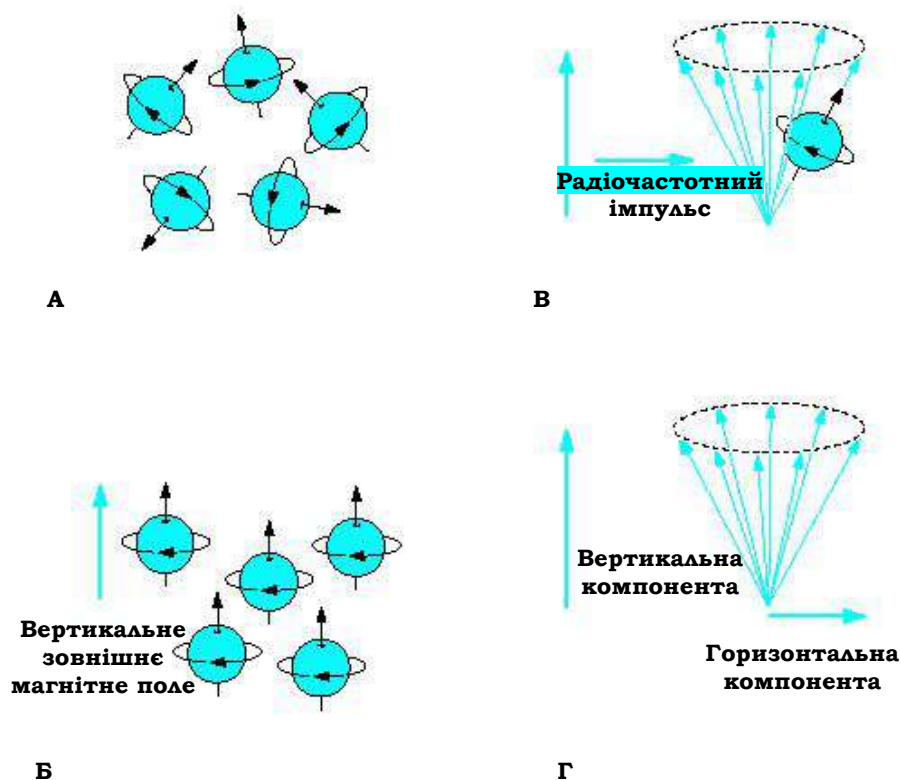 А
В
Радіочастотний
імпульс
Вертикальне
зовнішнє
магнітне поле
Вертикальна
компонента
Горизонтальна
компонента
Б
Г